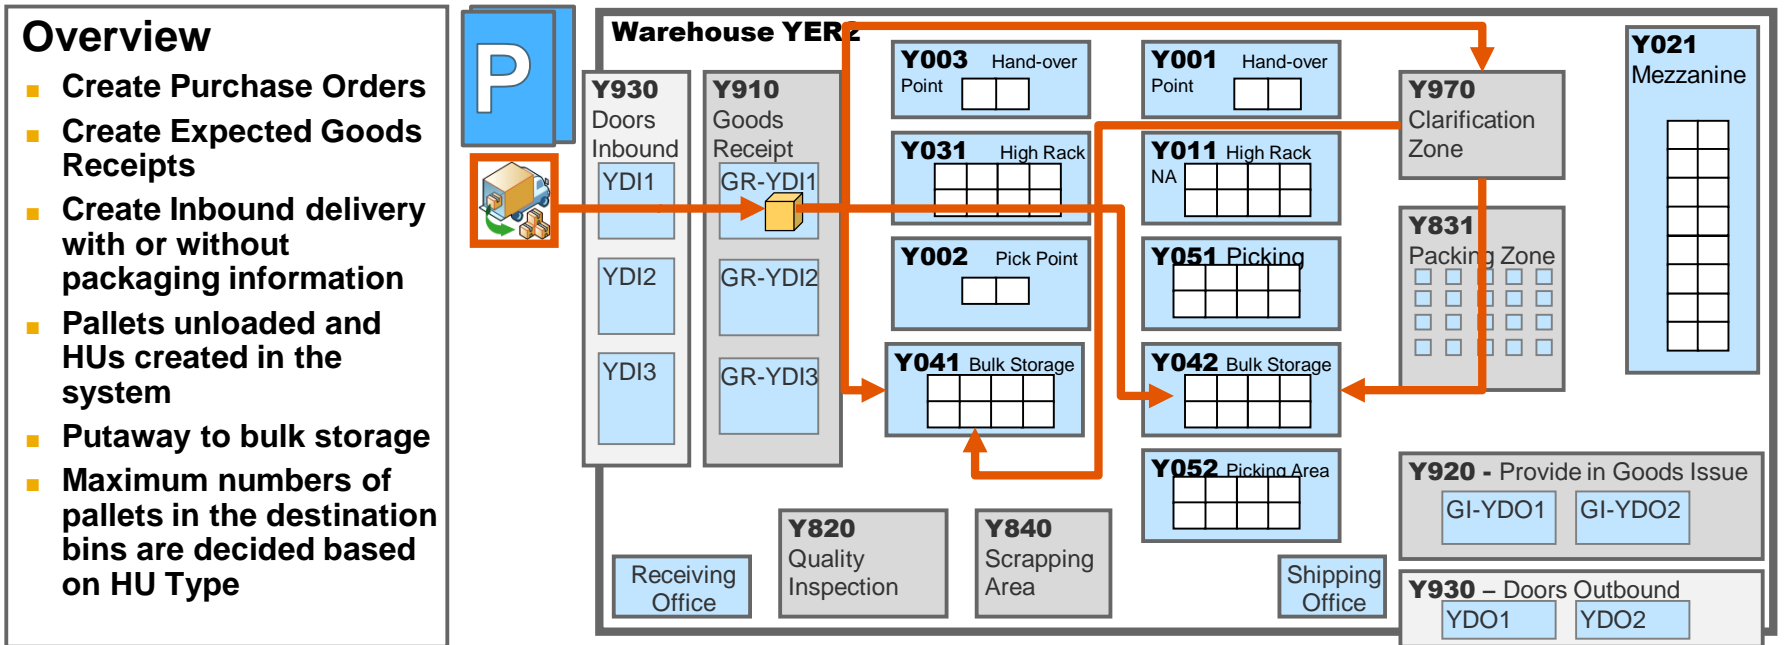 Overview
Create Purchase Orders
Create Expected Goods
Receipts
Create Inbound delivery
with or without
packaging information
Pallets unloaded and
HUs created in the
system
Putaway to bulk storage
Maximum numbers of
pallets in the destination
bins are decided based
on HU Type
P
Warehouse YER2
Y930
Doors
Inbound
YDI1
YDI2
YDI3
Y910
Goods
Receipt
GR-YDI1
GR-YDI2
GR-YDI3
Y003 Hand-over
Point
Y031 High Rack
Y002 Pick Point
Y041 Bulk Storage
Y001 Hand-over
Point
Y011 High Rack
NA
Y051 Picking
Y042 Bulk Storage
Y052 Picking Area
Y970
Clarification
Zone
Y831
Packing Zone
Y021
Mezzanine
Y920 - Provide in Goods Issue
GI-YDO1 GI-YDO2
Y930 – Doors Outbound
YDO1 YDO2
Receiving
Office
Y820
Quality
Inspection
Y840
Scrapping
Area
Shipping
Office